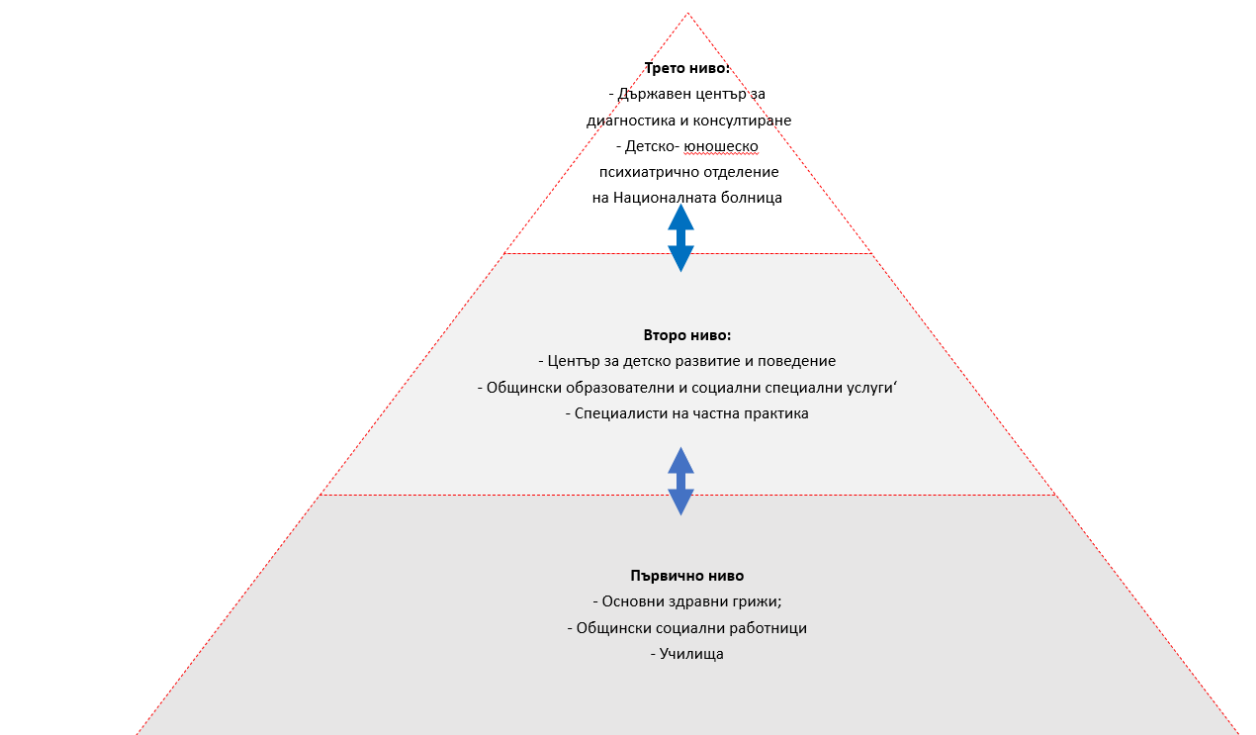 Трето ниво:
- Държавен център за
диагностика и консултиране
- Детско- юношеско
психиатрично отделение
на Националната болница
Второ ниво:
- Център за детско развитие и поведение
- Общински образователни и социални специални услуги‘
- Специалисти на частна практика
Първично ниво
- Основни здравни грижи;
- Общински социални работници
- Училища